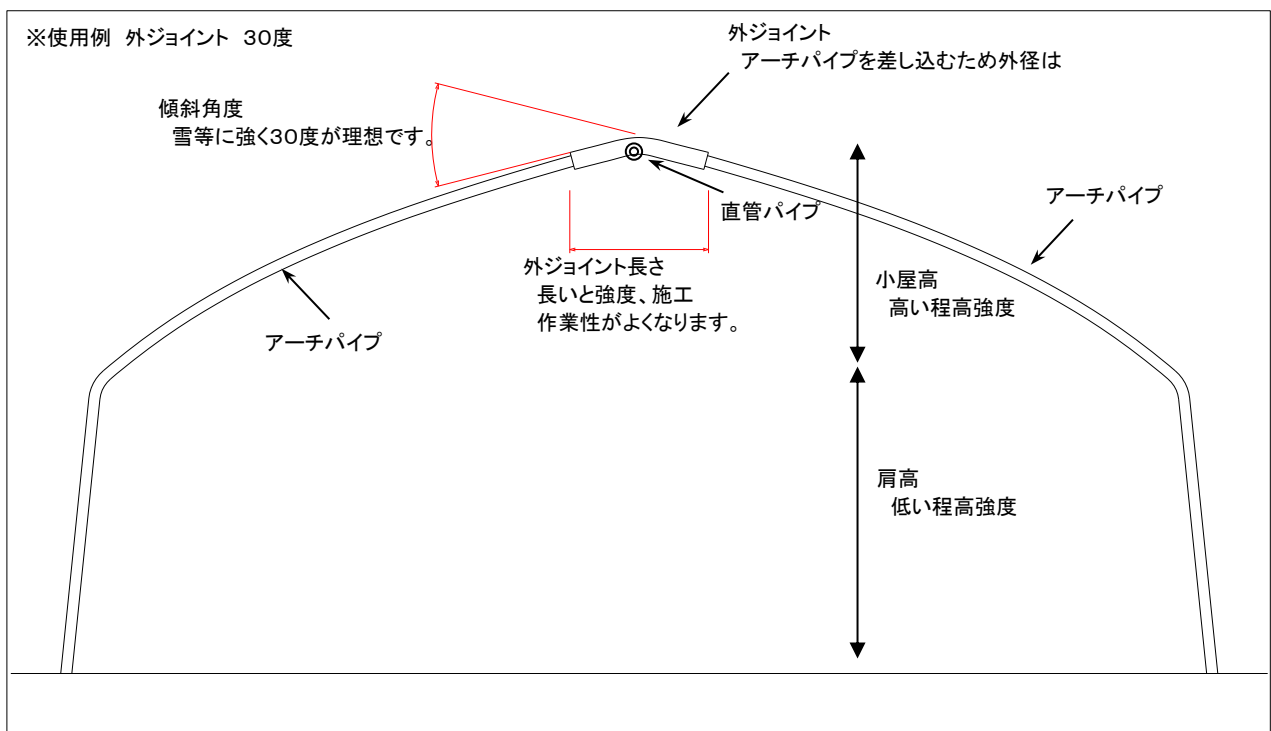 ※使用例 外ジョイント 30度
外ジョイント
アーチパイプを差し込むため外径は
傾斜角度
雪等に強く30度が理想です。
アーチパイプ
直管パイプ
外ジョイント長さ
長いと強度、施工
作業性がよくなります。
小屋高
高い程高強度
アーチパイプ
肩高
低い程高強度